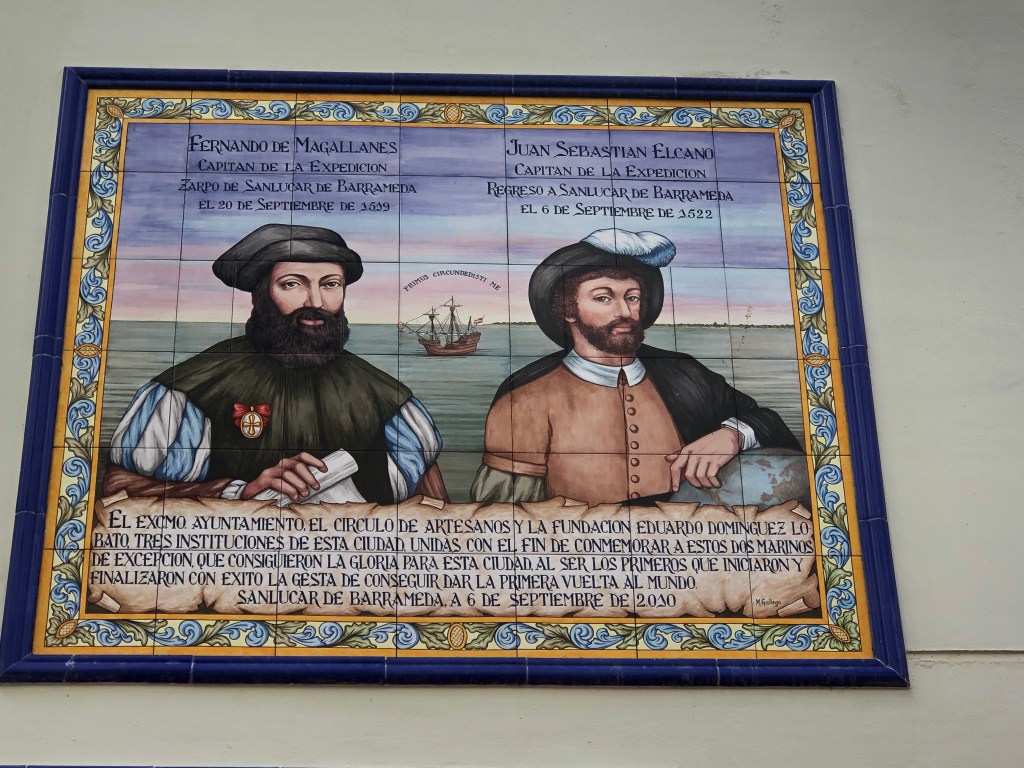 FERNANDO DE MAGALLANES
CAPITAN DE LA EXPEDICION
ZARPO DE SANLUCAR DE BARRAMEDA
EL 20 DE SEPTIEMBRE DE 1519
JUAN SEBASTIAN ELCANO
CAPITAN DE LA EXPEDICION
REGRESO A SANLUCAR DE BARRAMEDA
EL 6 DE SEPTIEMBRE DE 1522
PRIMUS CIRCUNDEDISTI ME
EL EXCMO. AYUNTAMIENTO, EL CIRCULO DE ARTESANOS Y LA FUNDACION EDUARDO DOMINGUEZ LO
BATO, TRES INSTITUCIONES DE ESTA CIUDAD, UNIDAS CON EL FIN DE CONMEMORAR A ESTOS DOS MARINOS
DE EXCEPCION, QUE CONSIGUIERON LA GLORIA PARA ESTA CIUDAD, AL SER LOS PRIMEROS QUE INICIARON Y
FINALIZARON CON EXITO LA GESTA DE CONSEGUIR DAR LA PRIMERA VUELTA AL MUNDO.
SANLUCAR DE BARRAMEDA, A 6 DE SEPTIEMBRE DE 2010
M. Gallego